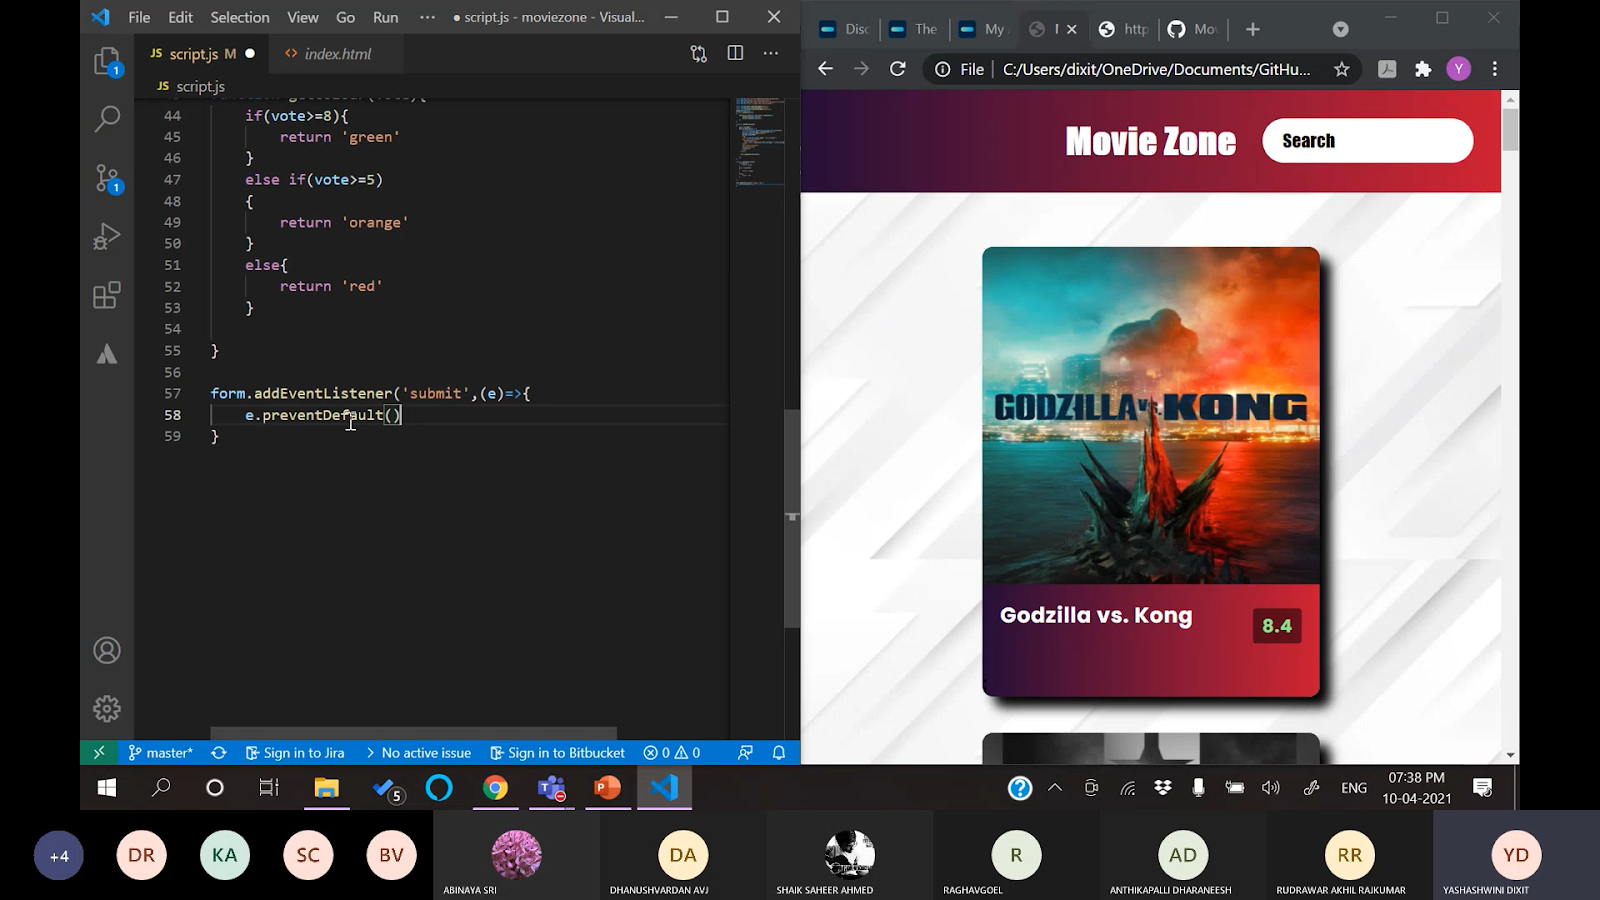 File Edit Selection View Go Run ··· ● script.js - moviezone - Visual...
JS script.js M ●
<> index.html
JS script.js
44 if(vote>=8){
45 return 'green'
46 }
47 else if(vote>=5)
48 {
49 return 'orange'
50 }
51 else{
52 return 'red'
53 }
54
55 }
56
57 form.addEventListener('submit',(e)=>{
58 e.preventDefault()
59 }
1
1
master* Sign in to Jira No active issue Sign in to Bitbucket 0 0
Disc The My I http Mov
File C:/Users/dixit/OneDrive/Documents/GitHu... Y
Movie Zone
Search
GODZILLA vs. KONG
Godzilla vs. Kong
8.4
5
ENG
07:38 PM
10-04-2021
+4 DR KA SC BV DA R AD RR YD
ABINAYA SRI
DHANUSHVARDAN AVJ
SHAIK SAHEER AHMED
RAGHAVGOEL
ANTHIKAPALLI DHARANEESH
RUDRAWAR AKHIL RAJKUMAR
YASHASHWINI DIXIT